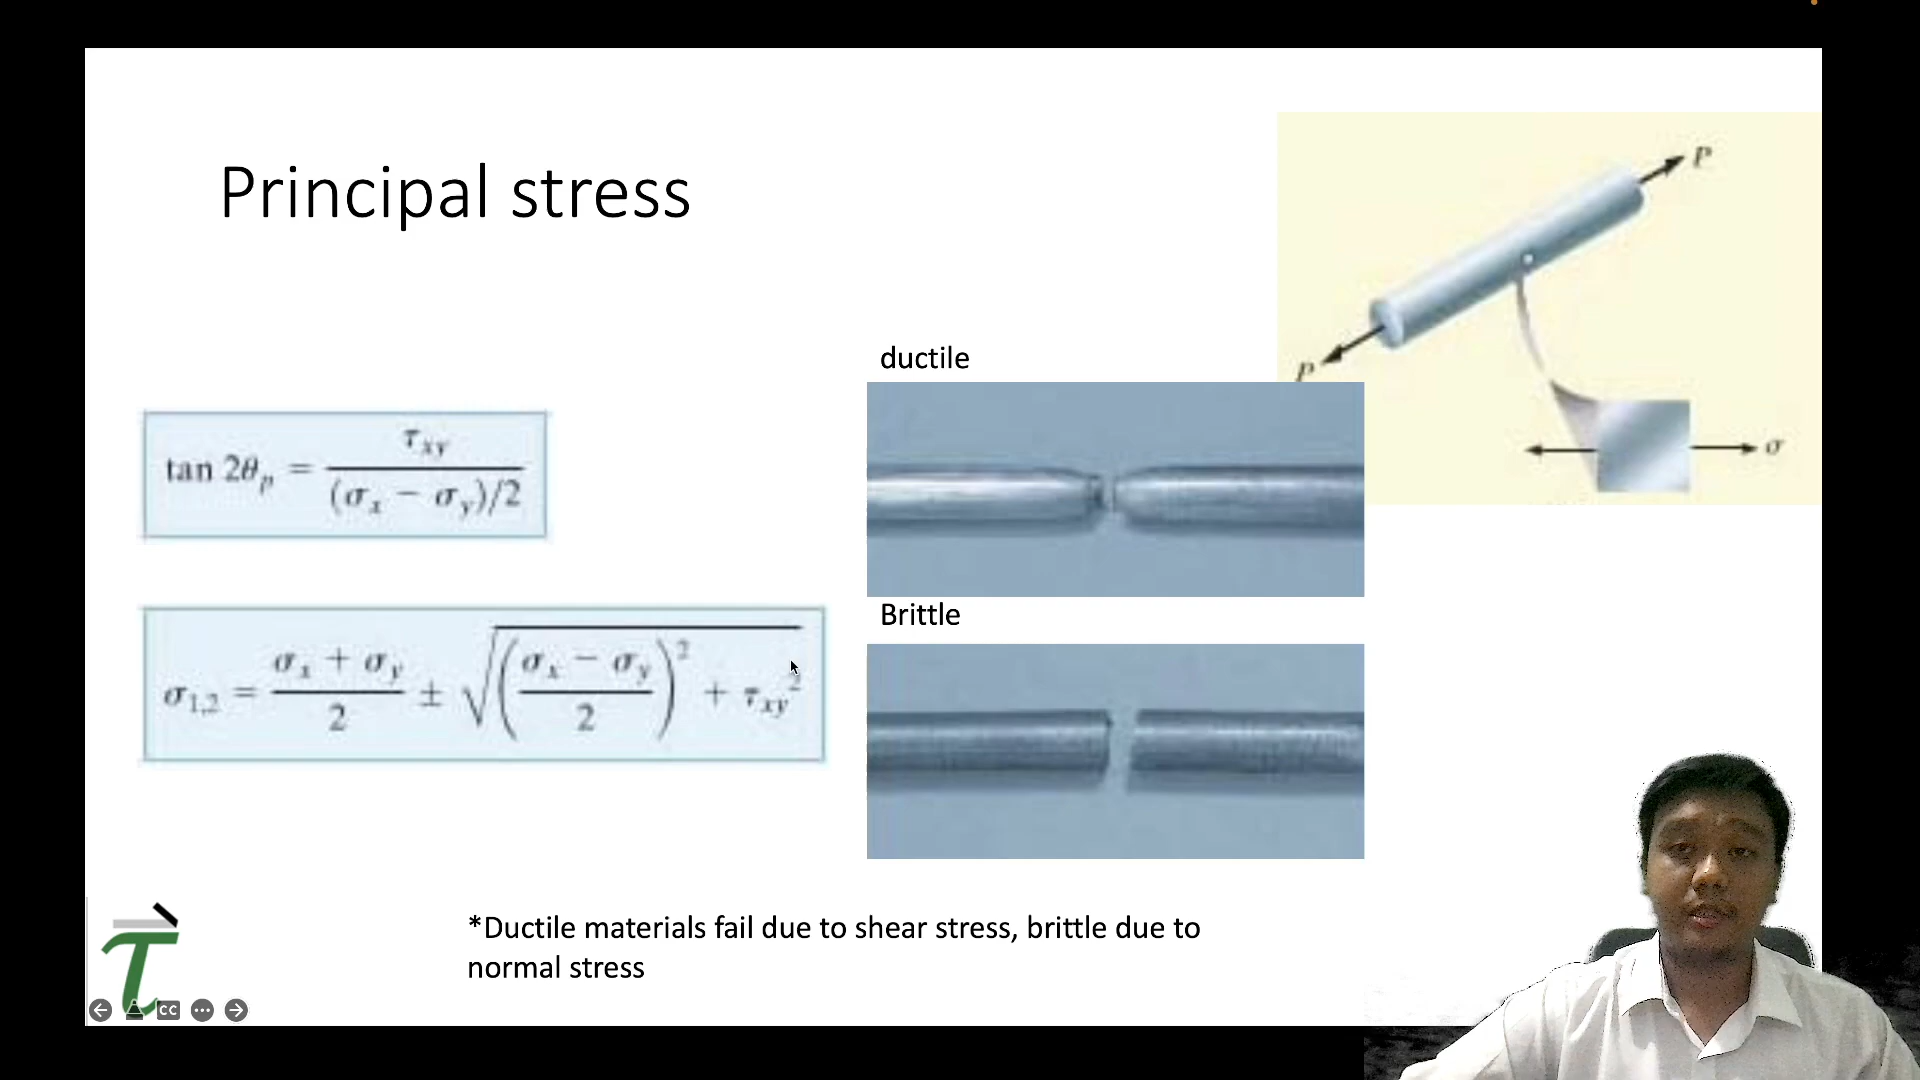 Principal stress
P
P
σ
ductile
tan 2θₚ = τxy / (σx − σy)/2
Brittle
σ1,2 = (σx + σy)/2 ± √(((σx − σy)/2)² + τxy²)
*Ductile materials fail due to shear stress, brittle due to
normal stress
τ
CC